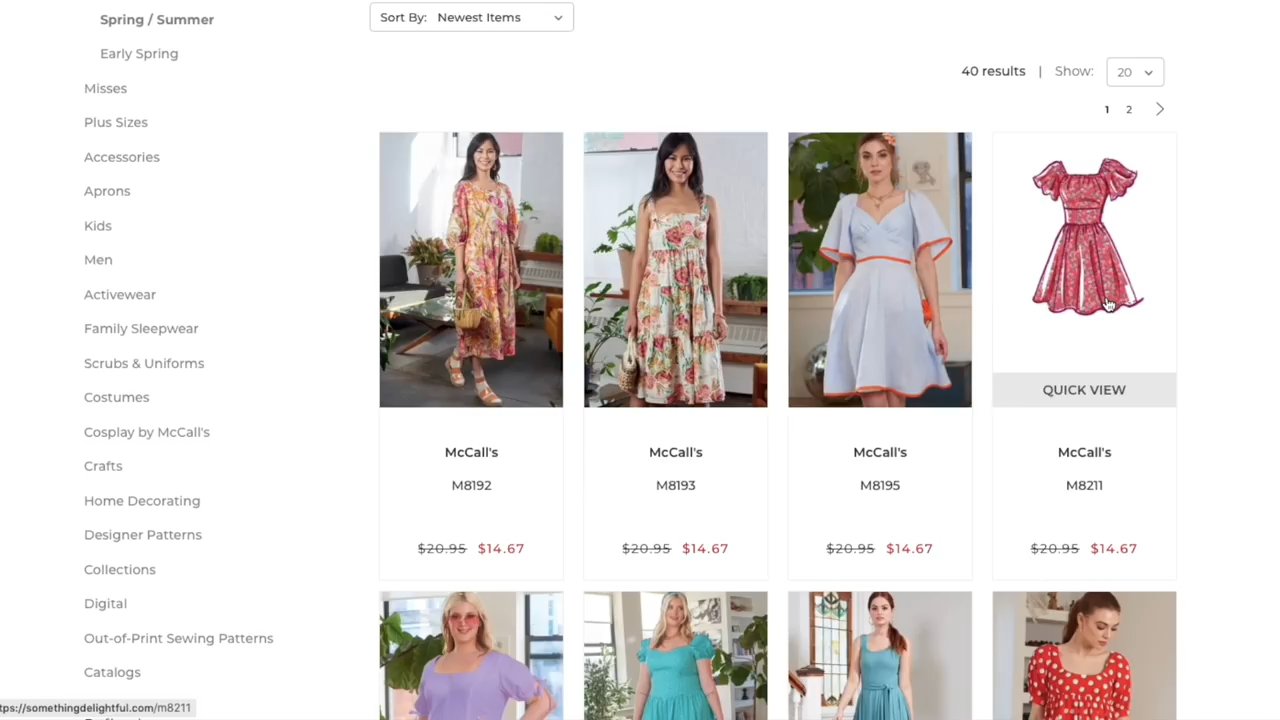 Spring / Summer
Early Spring
Misses
Plus Sizes
Accessories
Aprons
Kids
Men
Activewear
Family Sleepwear
Scrubs & Uniforms
Costumes
Cosplay by McCall's
Crafts
Home Decorating
Designer Patterns
Collections
Digital
Out-of-Print Sewing Patterns
Catalogs
Sort By: Newest Items
40 results | Show: 20
1 2
QUICK VIEW
McCall's McCall's McCall's McCall's
M8192 M8193 M8195 M8211
$20.95 $14.67 $20.95 $14.67 $20.95 $14.67 $20.95 $14.67
tps://somethingdelightful.com/m8211